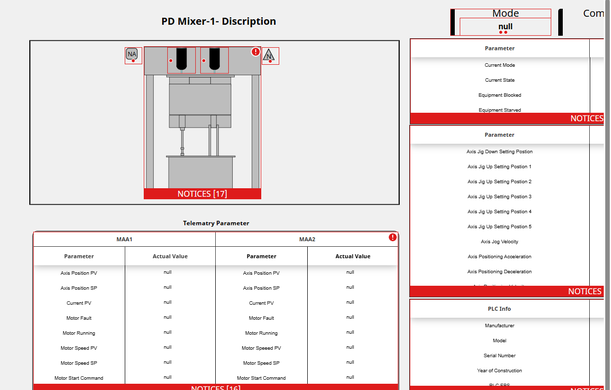 PD Mixer-1- Discription
Mode
Com
null
NA
N
NOTICES [17]
Parameter
Current Mode
Current State
Equipment Blocked
Equipment Starved
NOTICES
Parameter
Axis Jig Down Setting Postion
Axis Jig Up Setting Postion 1
Axis Jig Up Setting Postion 2
Axis Jig Up Setting Postion 3
Axis Jig Up Setting Postion 4
Axis Jig Up Setting Postion 5
Axis Jog Velocity
Axis Positioning Acceleration
Axis Positioning Deceleration
NOTICES
PLC Info
Manufacturer
Model
Serial Number
Year of Construction
Telematry Parameter
MAA1 MAA2
Parameter Actual Value Parameter Actual Value
Axis Position PV null Axis Position PV null
Axis Position SP null Axis Position SP null
Current PV null Current PV null
Motor Fault null Motor Fault null
Motor Running null Motor Running null
Motor Speed PV null Motor Speeed PV null
Motor Speed SP null Motor Speed SP null
Motor Start Command null Motor Start Command null
NOTICES [16]